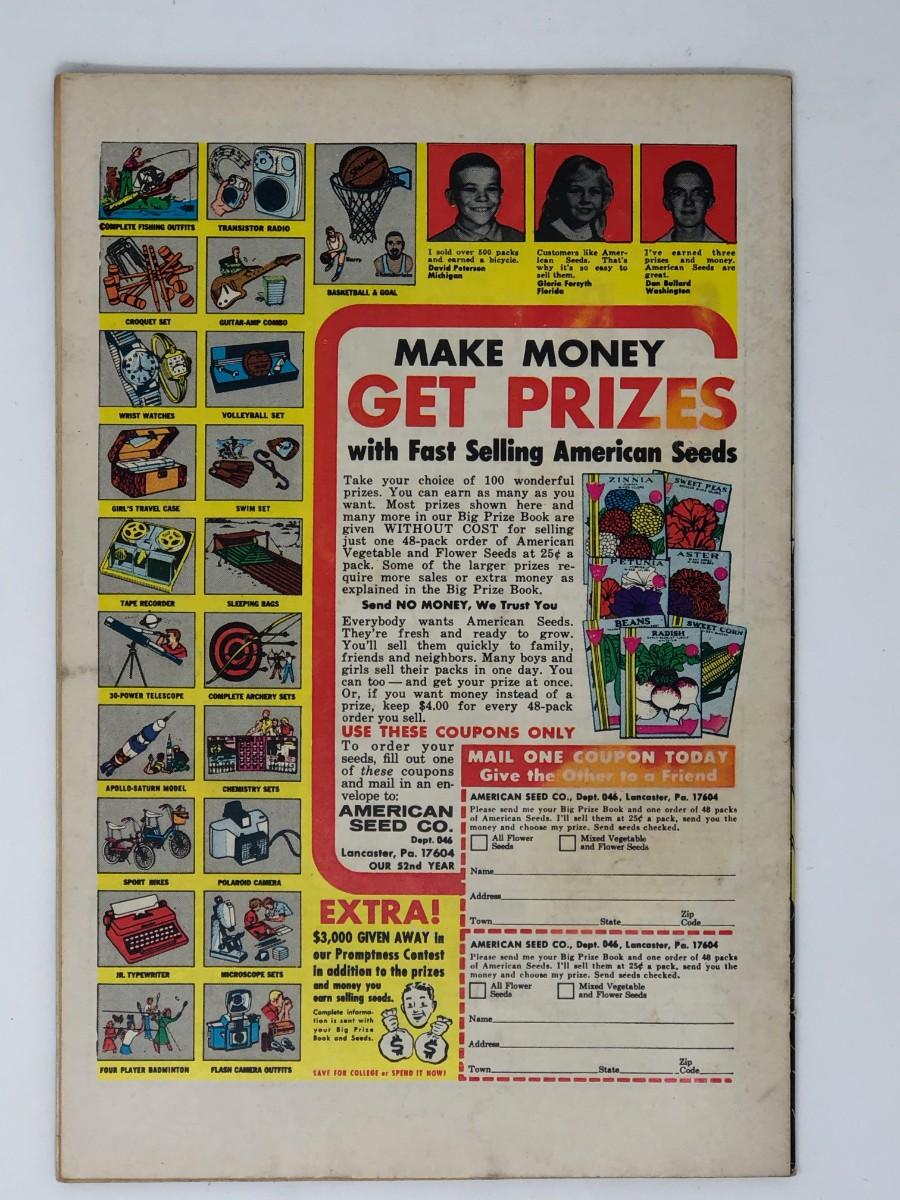 COMPLETE FISHING OUTFITS
TRANSISTOR RADIO
CROQUET SET
GUITAR-AMP COMBO
WRIST WATCHES
VOLLEYBALL SET
GIRL'S TRAVEL CASE
SWIM SET
TAPE RECORDER
SLEEPING BAGS
30-POWER TELESCOPE
COMPLETE ARCHERY SETS
APOLLO-SATURN MODEL
CHEMISTRY SETS
SPORT BIKES
POLAROID CAMERA
JR. TYPEWRITER
MICROSCOPE SETS
FOUR PLAYER BADMINTON
FLASH CAMERA OUTFITS
SPALDING
BASKETBALL & GOAL
I sold over 500 packs
and earned a bicycle.
David Peterson
Michigan
Customers like Amer-
ican Seeds. That's
why it's so easy to
sell them.
Gloria Forsyth
Florida
I've earned three
prizes and money.
American Seeds are
great.
Dan Bullard
Washington
MAKE MONEY
GET PRIZES
with Fast Selling American Seeds
Take your choice of 100 wonderful
prizes. You can earn as many as you
want. Most prizes shown here and
many more in our Big Prize Book are
given WITHOUT COST for selling
just one 48-pack order of American
Vegetable and Flower Seeds at 25¢ a
pack. Some of the larger prizes re-
quire more sales or extra money as
explained in the Big Prize Book.
Send NO MONEY, We Trust You
Everybody wants American Seeds.
They're fresh and ready to grow.
You'll sell them quickly to family,
friends and neighbors. Many boys and
girls sell their packs in one day. You
can too — and get your prize at once.
Or, if you want money instead of a
prize, keep $4.00 for every 48-pack
order you sell.
ZINNIA
SWEET PEAS
PETUNIA
ASTER
BEANS
RADISH
SWEET CORN
USE THESE COUPONS ONLY
To order your
seeds, fill out one
of these coupons
and mail in an en-
velope to:
AMERICAN
SEED CO.
Dept. 046
Lancaster, Pa. 17604
OUR 52nd YEAR
EXTRA!
$3,000 GIVEN AWAY in
our Promptness Contest
in addition to the prizes
and money you
earn selling seeds.
Complete informa-
tion is sent with
your Big Prize
Book and Seeds.
$ $
SAVE FOR COLLEGE or SPEND IT NOW!
MAIL ONE COUPON TODAY
Give the Other to a Friend
AMERICAN SEED CO., Dept. 046, Lancaster, Pa. 17604
Please send me your Big Prize Book and one order of 48 packs
of American Seeds. I'll sell them at 25¢ a pack, send you the
money and choose my prize. Send seeds checked.
All Flower
Seeds
Mixed Vegetable
and Flower Seeds
Name
Address
Town State Zip Code
AMERICAN SEED CO., Dept. 046, Lancaster, Pa. 17604
Please send me your Big Prize Book and one order of 48 packs
of American Seeds. I'll sell them at 25¢ a pack, send you the
money and choose my prize. Send seeds checked.
All Flower
Seeds
Mixed Vegetable
and Flower Seeds
Name
Address
Town State Zip Code